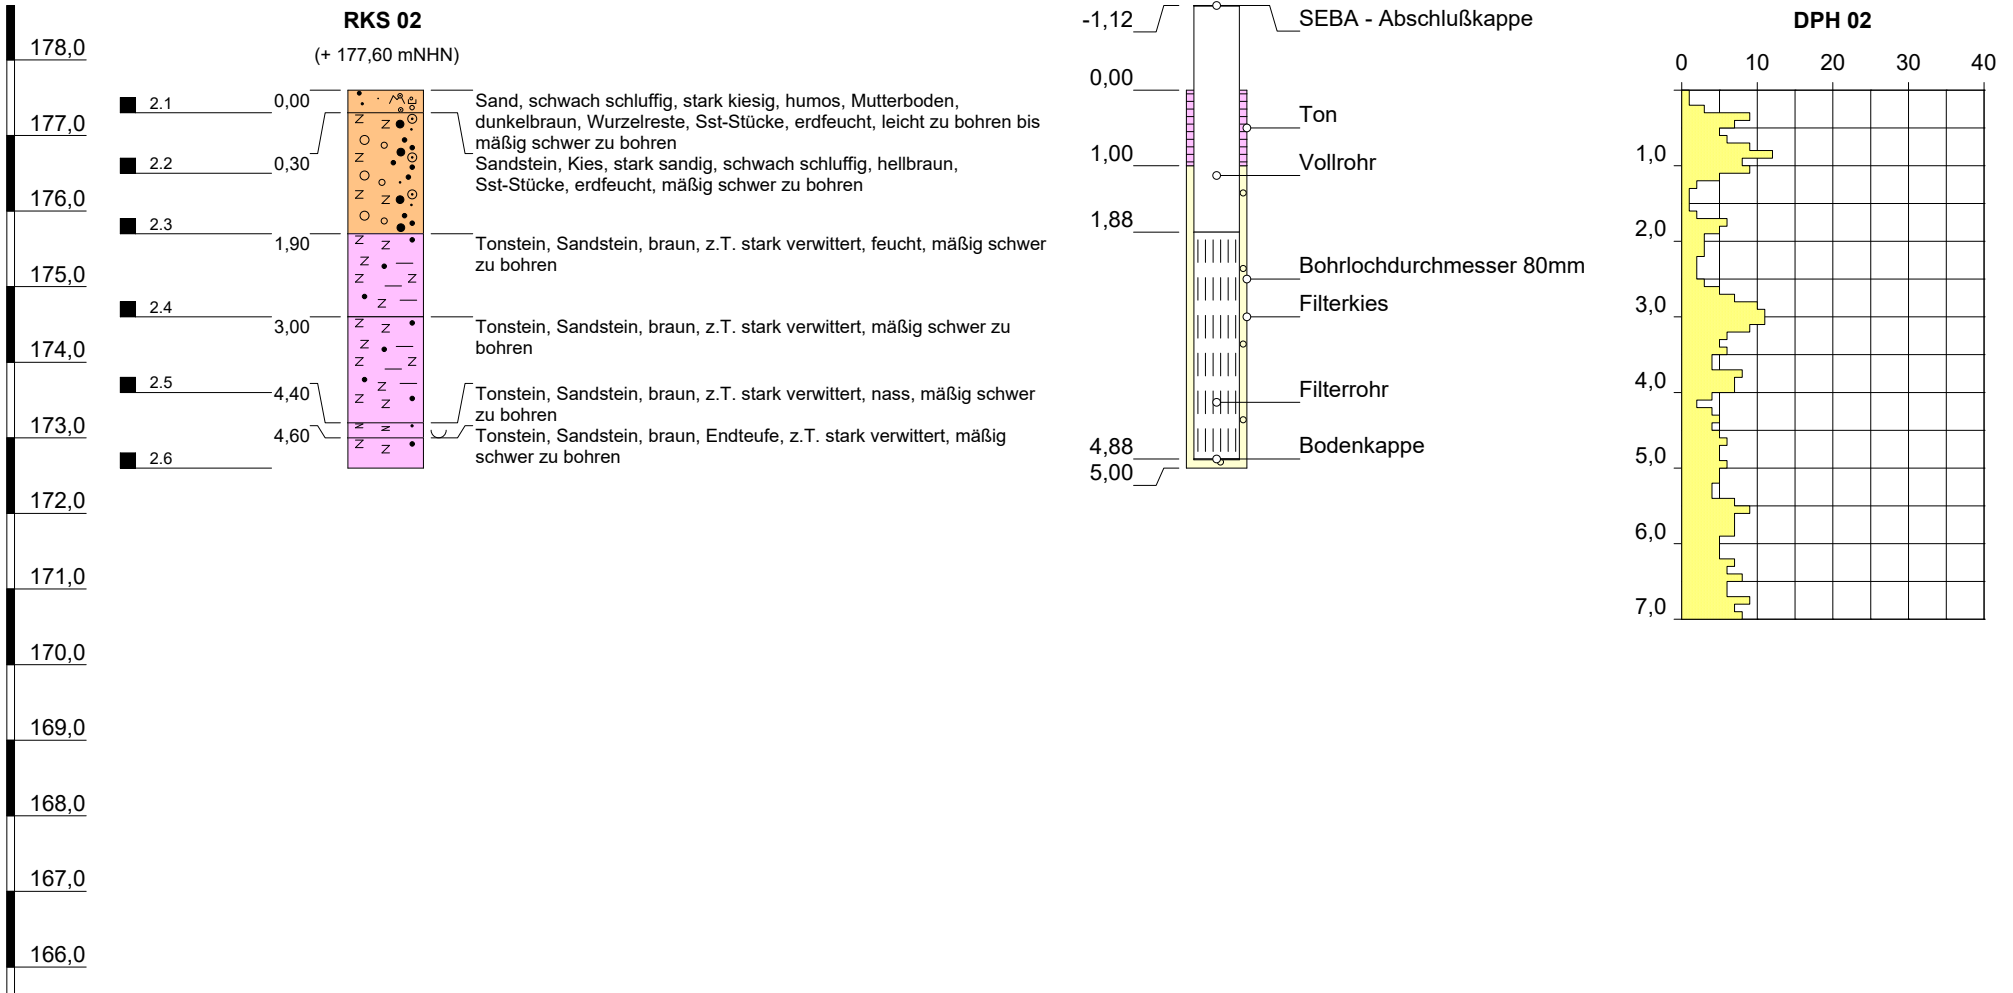 RKS 02
(+ 177,60 mNHN)
178,0
177,0
176,0
175,0
174,0
173,0
172,0
171,0
170,0
169,0
168,0
167,0
166,0
2.1
2.2
2.3
2.4
2.5
2.6
0,00
0,30
1,90
3,00
4,40
4,60
Sand, schwach schluffig, stark kiesig, humos, Mutterboden,
dunkelbraun, Wurzelreste, Sst-Stücke, erdfeucht, leicht zu bohren bis
mäßig schwer zu bohren
Sandstein, Kies, stark sandig, schwach schluffig, hellbraun,
Sst-Stücke, erdfeucht, mäßig schwer zu bohren
Tonstein, Sandstein, braun, z.T. stark verwittert, feucht, mäßig schwer
zu bohren
Tonstein, Sandstein, braun, z.T. stark verwittert, mäßig schwer zu
bohren
Tonstein, Sandstein, braun, z.T. stark verwittert, nass, mäßig schwer
zu bohren
Tonstein, Sandstein, braun, Endteufe, z.T. stark verwittert, mäßig
schwer zu bohren
-1,12
0,00
1,00
1,88
4,88
5,00
SEBA - Abschlußkappe
Ton
Vollrohr
Bohrlochdurchmesser 80mm
Filterkies
Filterrohr
Bodenkappe
DPH 02
0 10 20 30 40
1,0
2,0
3,0
4,0
5,0
6,0
7,0